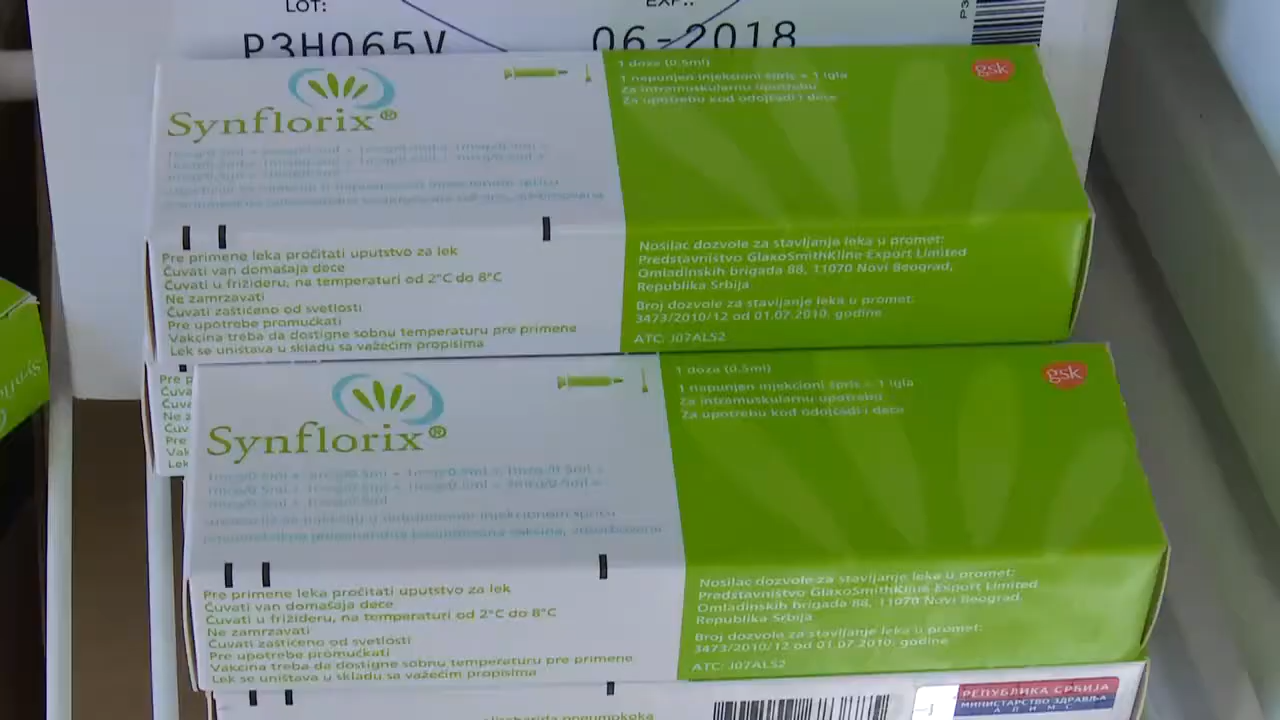 LOT:
EXP.:
P3H065V
06-2018
P3
Synflorix®
1 doza (0,5ml)
1 napunjen injekcioni špric + 1 igla
Za intramuskularnu upotrebu
Za upotrebu kod odojčadi i dece
gsk
Pre primene leka pročitati uputstvo za lek
Čuvati van domašaja dece
Čuvati u frižideru, na temperaturi od 2°C do 8°C
Ne zamrzavati
Čuvati zaštićeno od svetlosti
Pre upotrebe promućkati
Vakcina treba da dostigne sobnu temperaturu pre primene
Lek se uništava u skladu sa važećim propisima
Nosilac dozvole za stavljanje leka u promet:
Predstavništvo GlaxoSmithKline Export Limited
Omladinskih brigada 88, 11070 Novi Beograd,
Republika Srbija
Broj dozvole za stavljanje leka u promet:
3473/2010/12 od 01.07.2010. godine
ATC: J07AL52
Pre p
Čuva
Čuva
Ne z
Čuva
Pre
Vak
Lek
Synflorix®
1 doza (0,5ml)
1 napunjen injekcioni špric + 1 igla
Za intramuskularnu upotrebu
Za upotrebu kod odojčadi i dece
gsk
Pre primene leka pročitati uputstvo za lek
Čuvati van domašaja dece
Čuvati u frižideru, na temperaturi od 2°C do 8°C
Ne zamrzavati
Čuvati zaštićeno od svetlosti
Pre upotrebe promućkati
Vakcina treba da dostigne sobnu temperaturu pre primene
Lek se uništava u skladu sa važećim propisima
Nosilac dozvole za stavljanje leka u promet:
Predstavništvo GlaxoSmithKline Export Limited
Omladinskih brigada 88, 11070 Novi Beograd,
Republika Srbija
Broj dozvole za stavljanje leka u promet:
3473/2010/12 od 01.07.2010. godine
ATC: J07AL52
РЕПУБЛИКА СРБИЈА
МИНИСТАРСТВО ЗДРАВЉА
А Л И М С